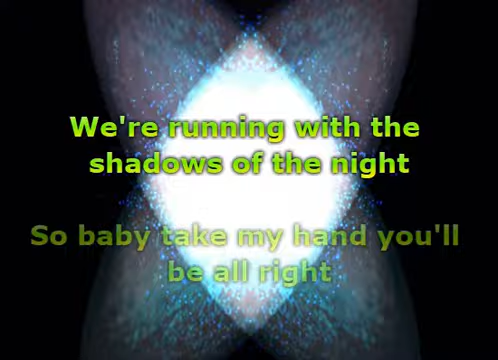 We're running with the
shadows of the night
So baby take my hand you'll
be all right